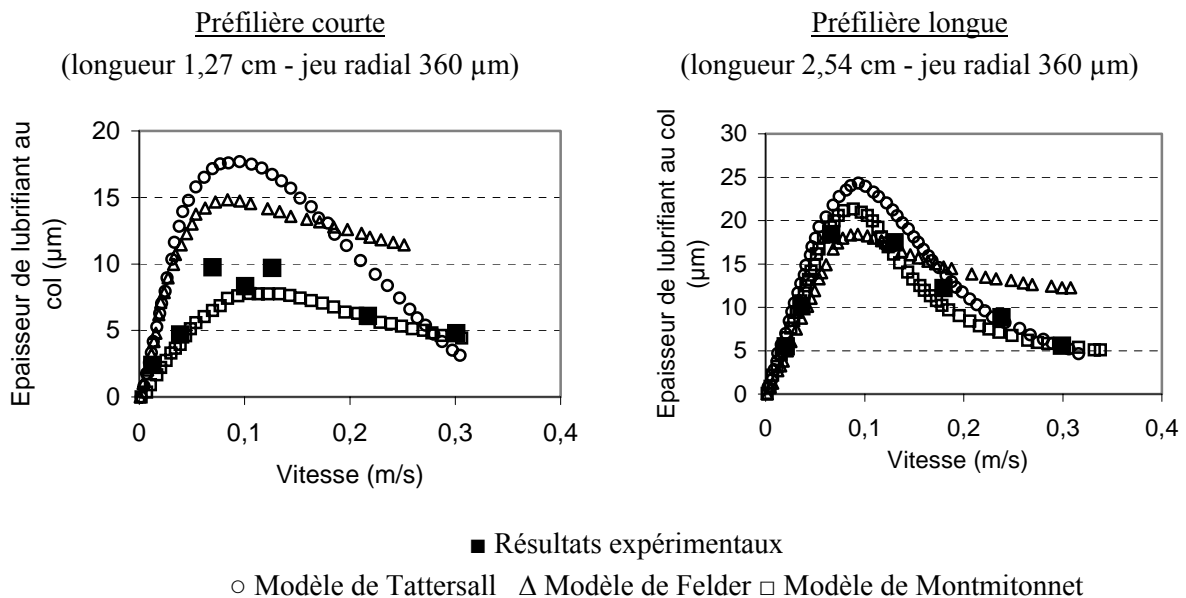 Préfilière courte
(longueur 1,27 cm - jeu radial 360 µm)
Epaisseur de lubrifiant au
col (µm)
20
15
10
5
0
0
0,1
0,2
0,3
0,4
Vitesse (m/s)
Préfilière longue
(longueur 2,54 cm - jeu radial 360 µm)
Epaisseur de lubrifiant au col
(µm)
30
25
20
15
10
5
0
0
0,1
0,2
0,3
0,4
Vitesse (m/s)
■ Résultats expérimentaux
○ Modèle de Tattersall Δ Modèle de Felder □ Modèle de Montmitonnet